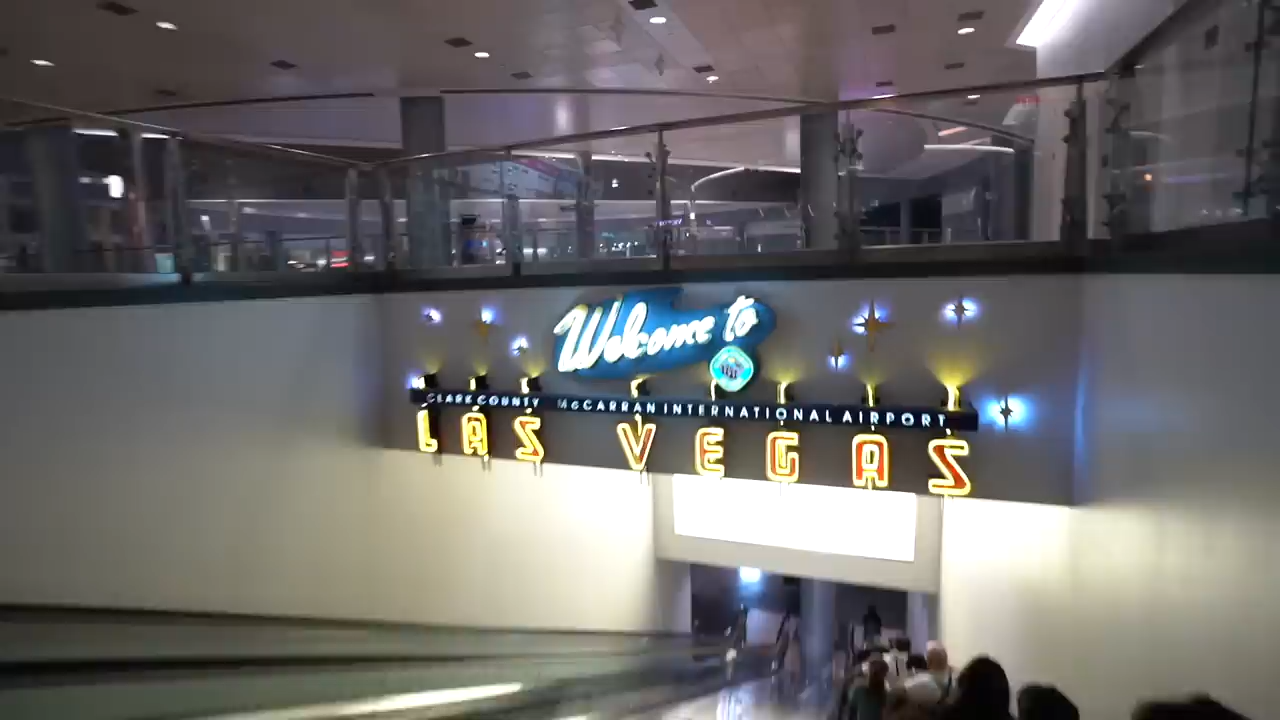 Welcome to
CLARK COUNTY McCARRAN INTERNATIONAL AIRPORT
LAS VEGAS